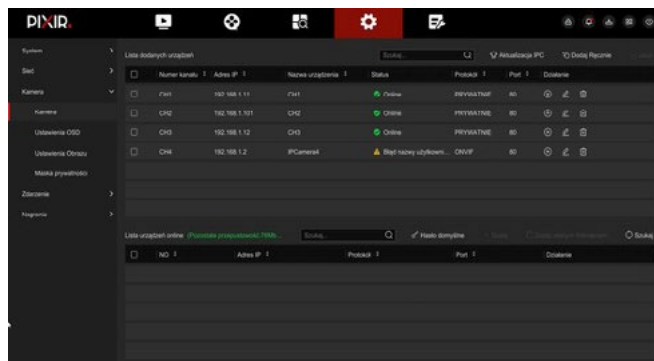 PIXIR.
System
Sieć
Kamera
Kamera
Ustawienia OSD
Ustawienia Obrazu
Maska prywatności
Zdarzenie
Nagranie
Lista dodanych urządzeń Szukaj... Aktualizacja IPC Dodaj Ręcznie
Numer kanału Adres IP Nazwa urządzenia Status Protokół Port Działanie
CH1 192.168.1.11 CH1 Online PRYWATNIE 80
CH2 192.168.1.101 CH2 Online PRYWATNIE 80
CH3 192.168.1.12 CH3 Online PRYWATNIE 80
CH4 192.168.1.2 IPCamera4 Błąd nazwy użytkowni... ONVIF 80
Lista urządzeń online (Pozostała przepustowość:76Mb... Szukaj... Hasło domyślne Szukaj
NO Adres IP Protokół Port Działanie